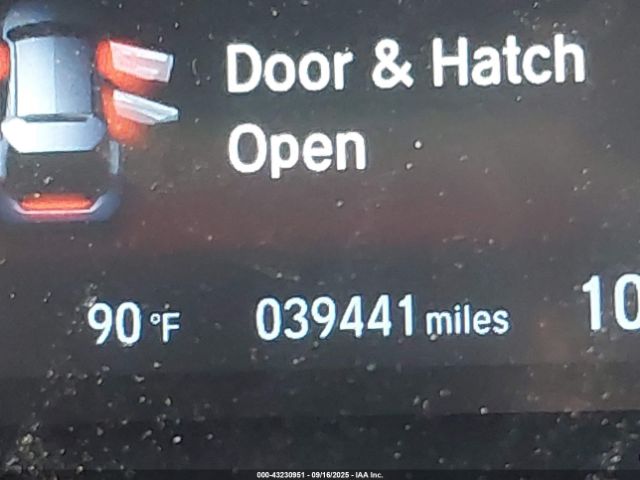 Door & Hatch
Open
90 °F 039441 miles 10
000-43230951 - 09/16/2025 - IAA Inc.